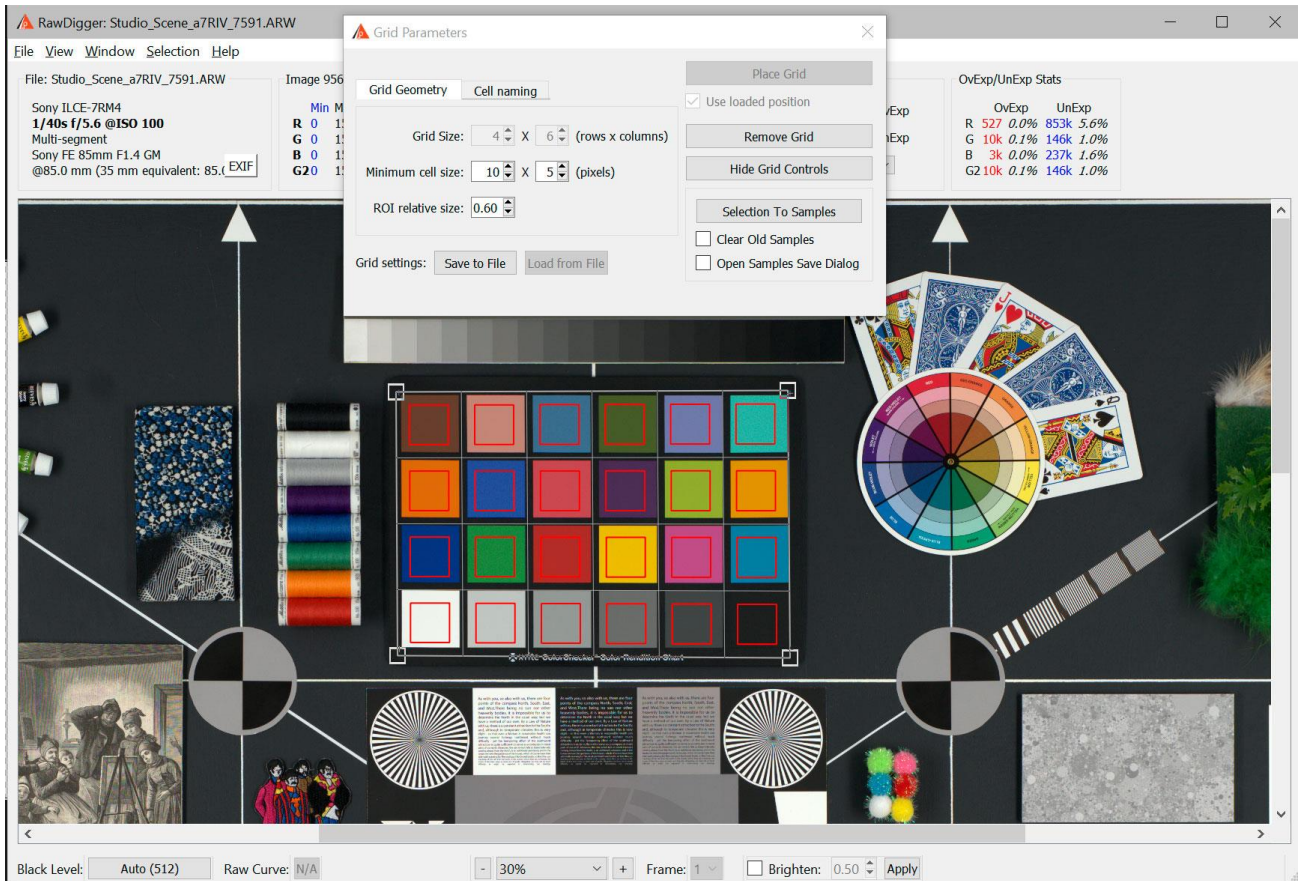 RawDigger: Studio_Scene_a7RIV_7591.ARW
File View Window Selection Help
File: Studio_Scene_a7RIV_7591.ARW
Sony ILCE-7RM4
1/40s f/5.6 @ISO 100
Multi-segment
Sony FE 85mm F1.4 GM
@85.0 mm (35 mm equivalent: 85.0
EXIF
Image 956
Min M
R 0 15
G 0 15
B 0 15
G2 0 15
Grid Parameters
Grid Geometry Cell naming
Grid Size: 4 X 6 (rows x columns)
Minimum cell size: 10 X 5 (pixels)
ROI relative size: 0.60
Grid settings: Save to File Load from File
Place Grid
Use loaded position
Remove Grid
Hide Grid Controls
Selection To Samples
Clear Old Samples
Open Samples Save Dialog
OvExp/UnExp Stats
OvExp UnExp
R 527 0.0% 853k 5.6%
G 10k 0.1% 146k 1.0%
B 3k 0.0% 237k 1.6%
G2 10k 0.1% 146k 1.0%
J
Q
Black Level: Auto (512) Raw Curve: N/A - 30% + Frame: 1 Brighten: 0.50 Apply